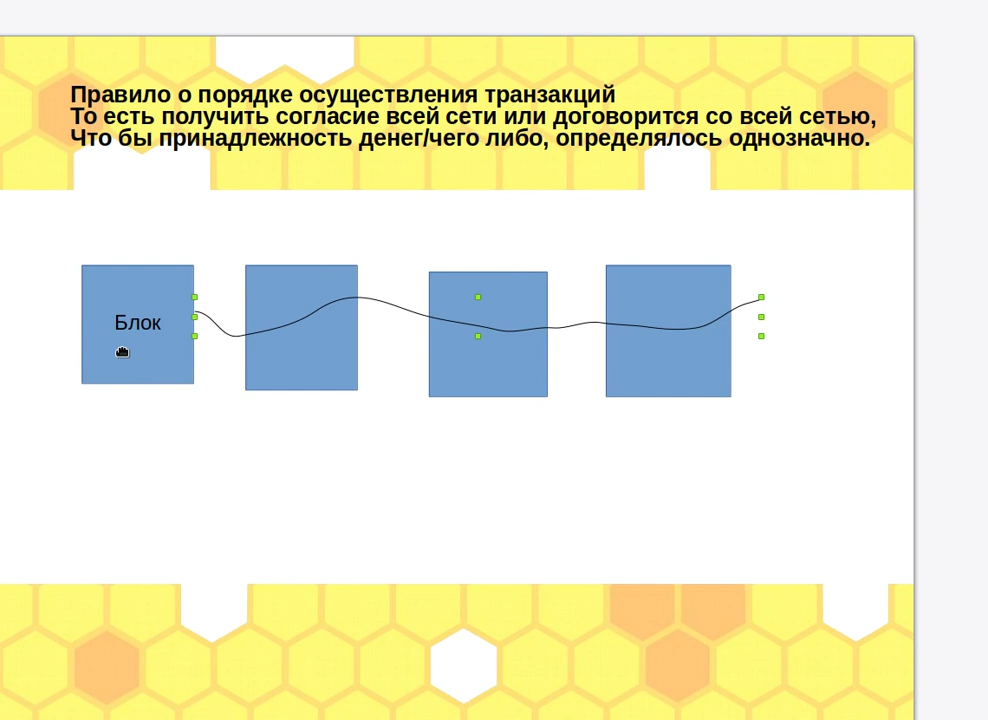 Правило о порядке осуществления транзакций
То есть получить согласие всей сети или договорится со всей сетью,
Что бы принадлежность денег/чего либо, определялось однозначно.
Блок